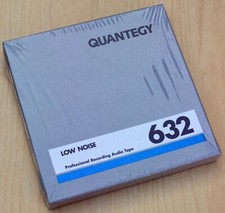 QUANTEGY
LOW NOISE
632
Professional Recording Audio Tape